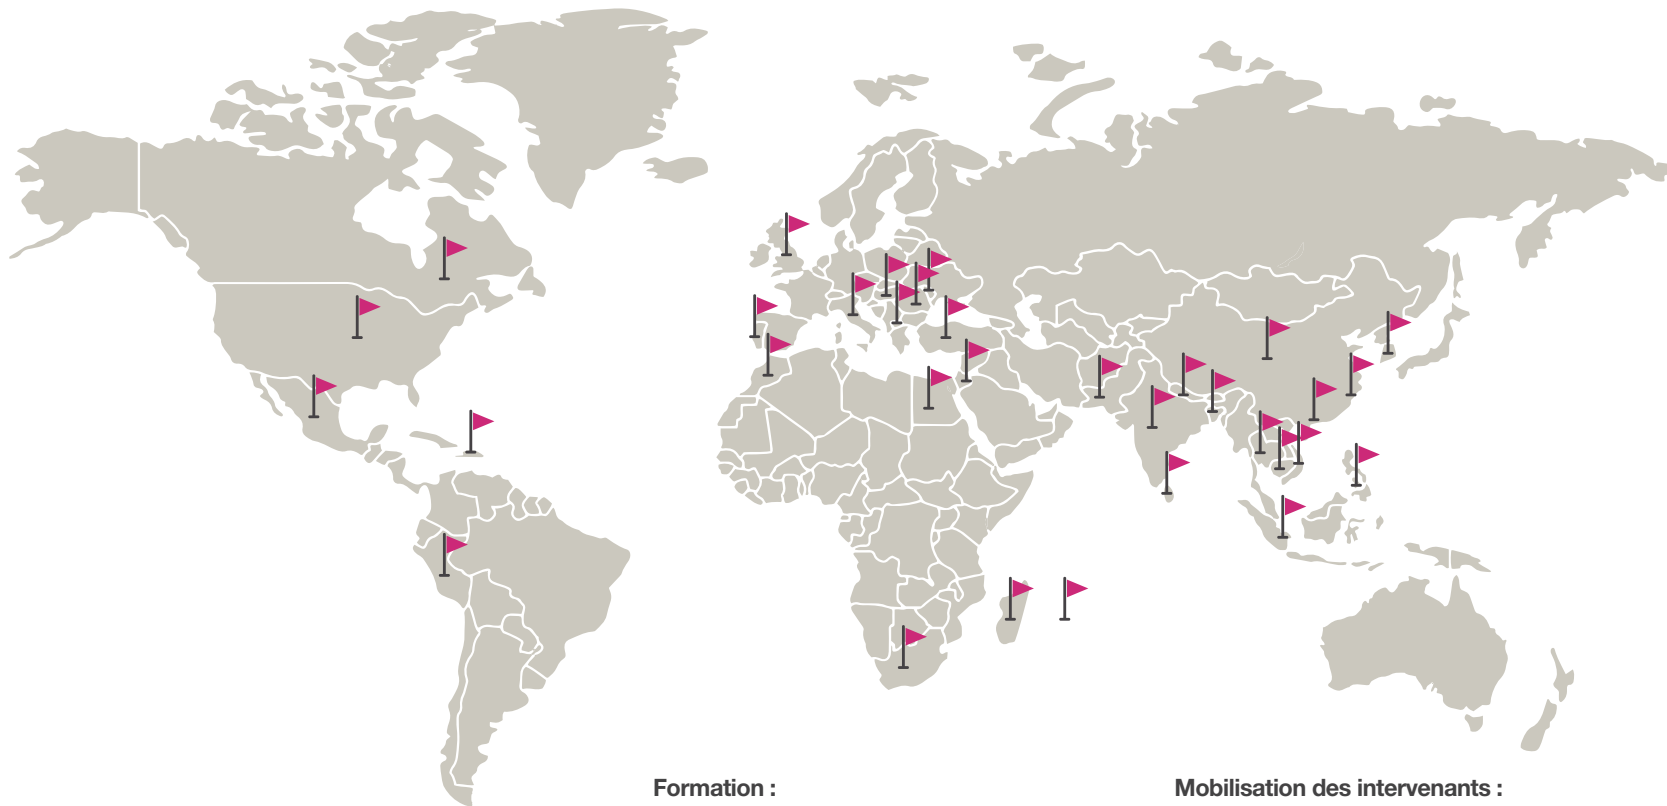 Formation :
Mobilisation des intervenants :